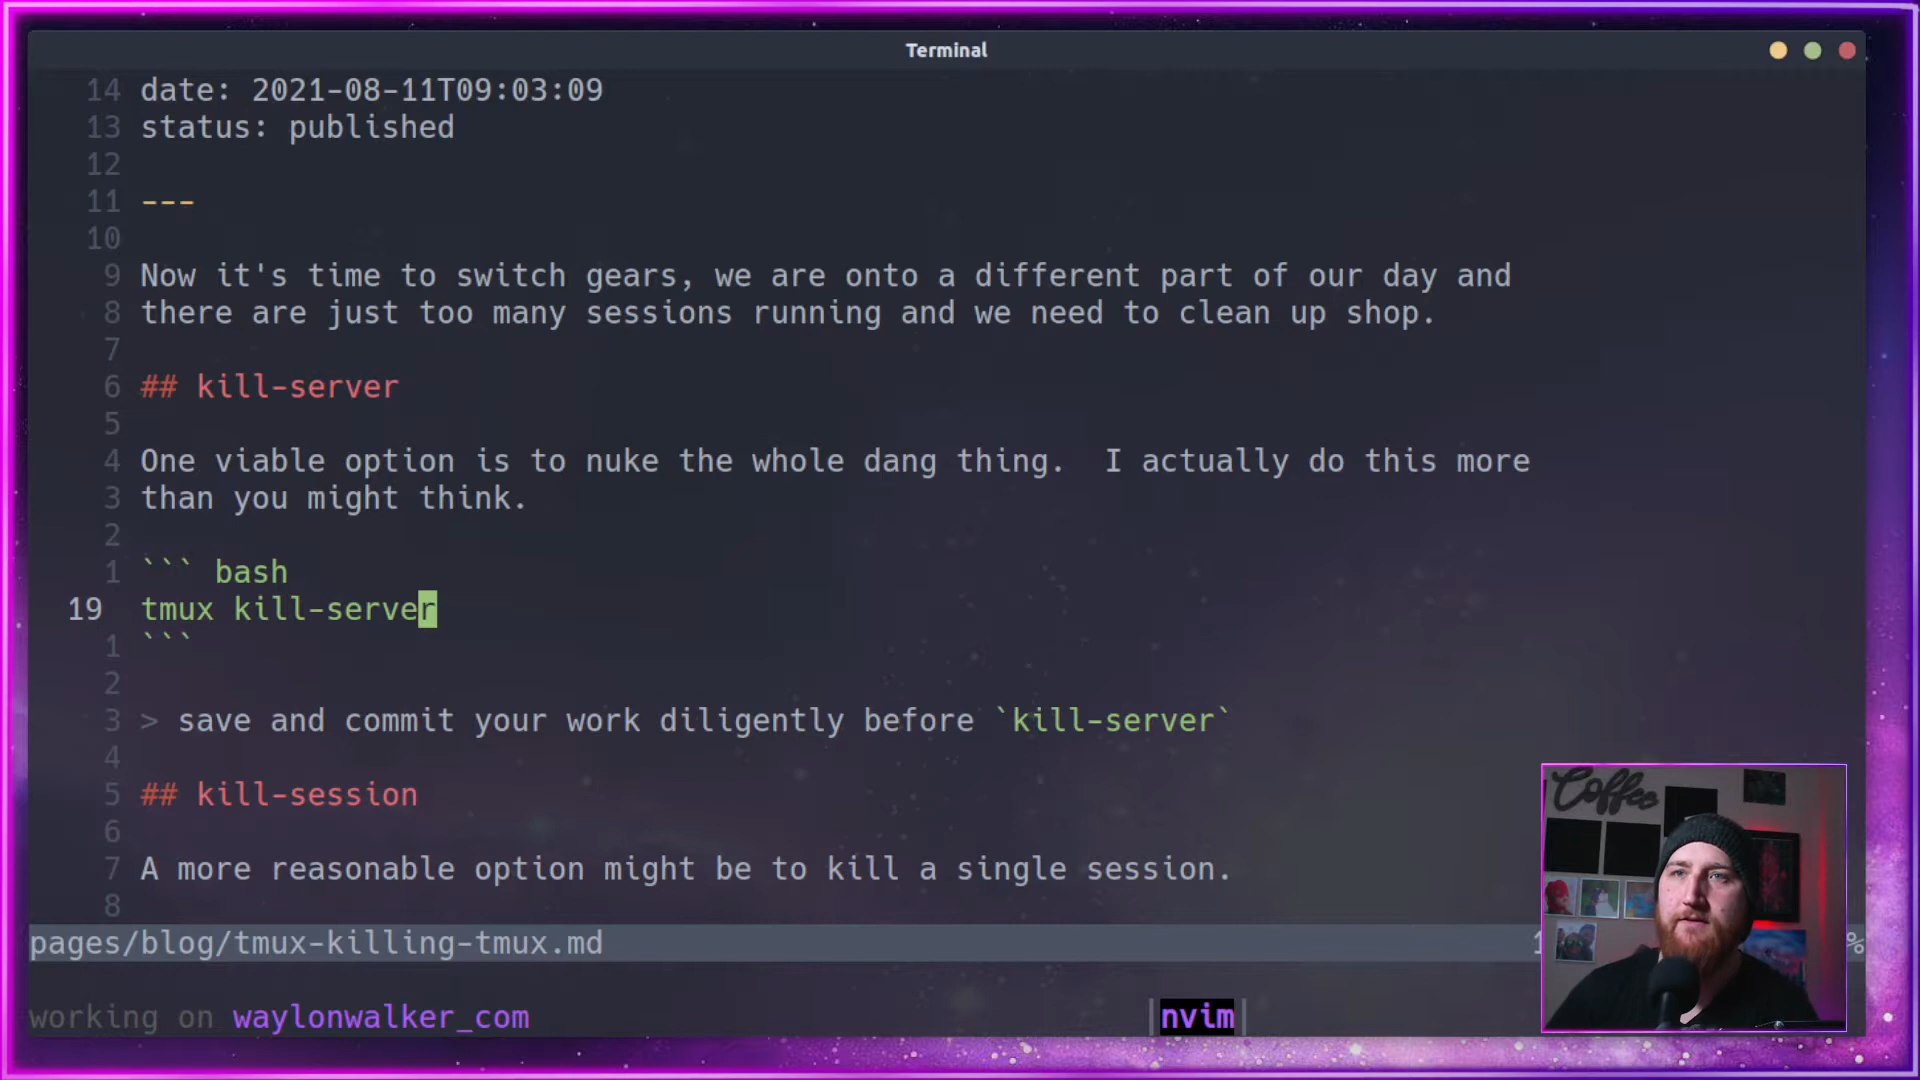 Terminal
14 date: 2021-08-11T09:03:09
13 status: published
12
11 ---
10
9 Now it's time to switch gears, we are onto a different part of our day and
8 there are just too many sessions running and we need to clean up shop.
7
6 ## kill-server
5
4 One viable option is to nuke the whole dang thing.  I actually do this more
3 than you might think.
2
1 ``` bash
19 tmux kill-server
1 ```
2
3 > save and commit your work diligently before `kill-server`
4
5 ## kill-session
6
7 A more reasonable option might be to kill a single session.
8
Coffee
pages/blog/tmux-killing-tmux.md %
working on waylonwalker_com |nvim|